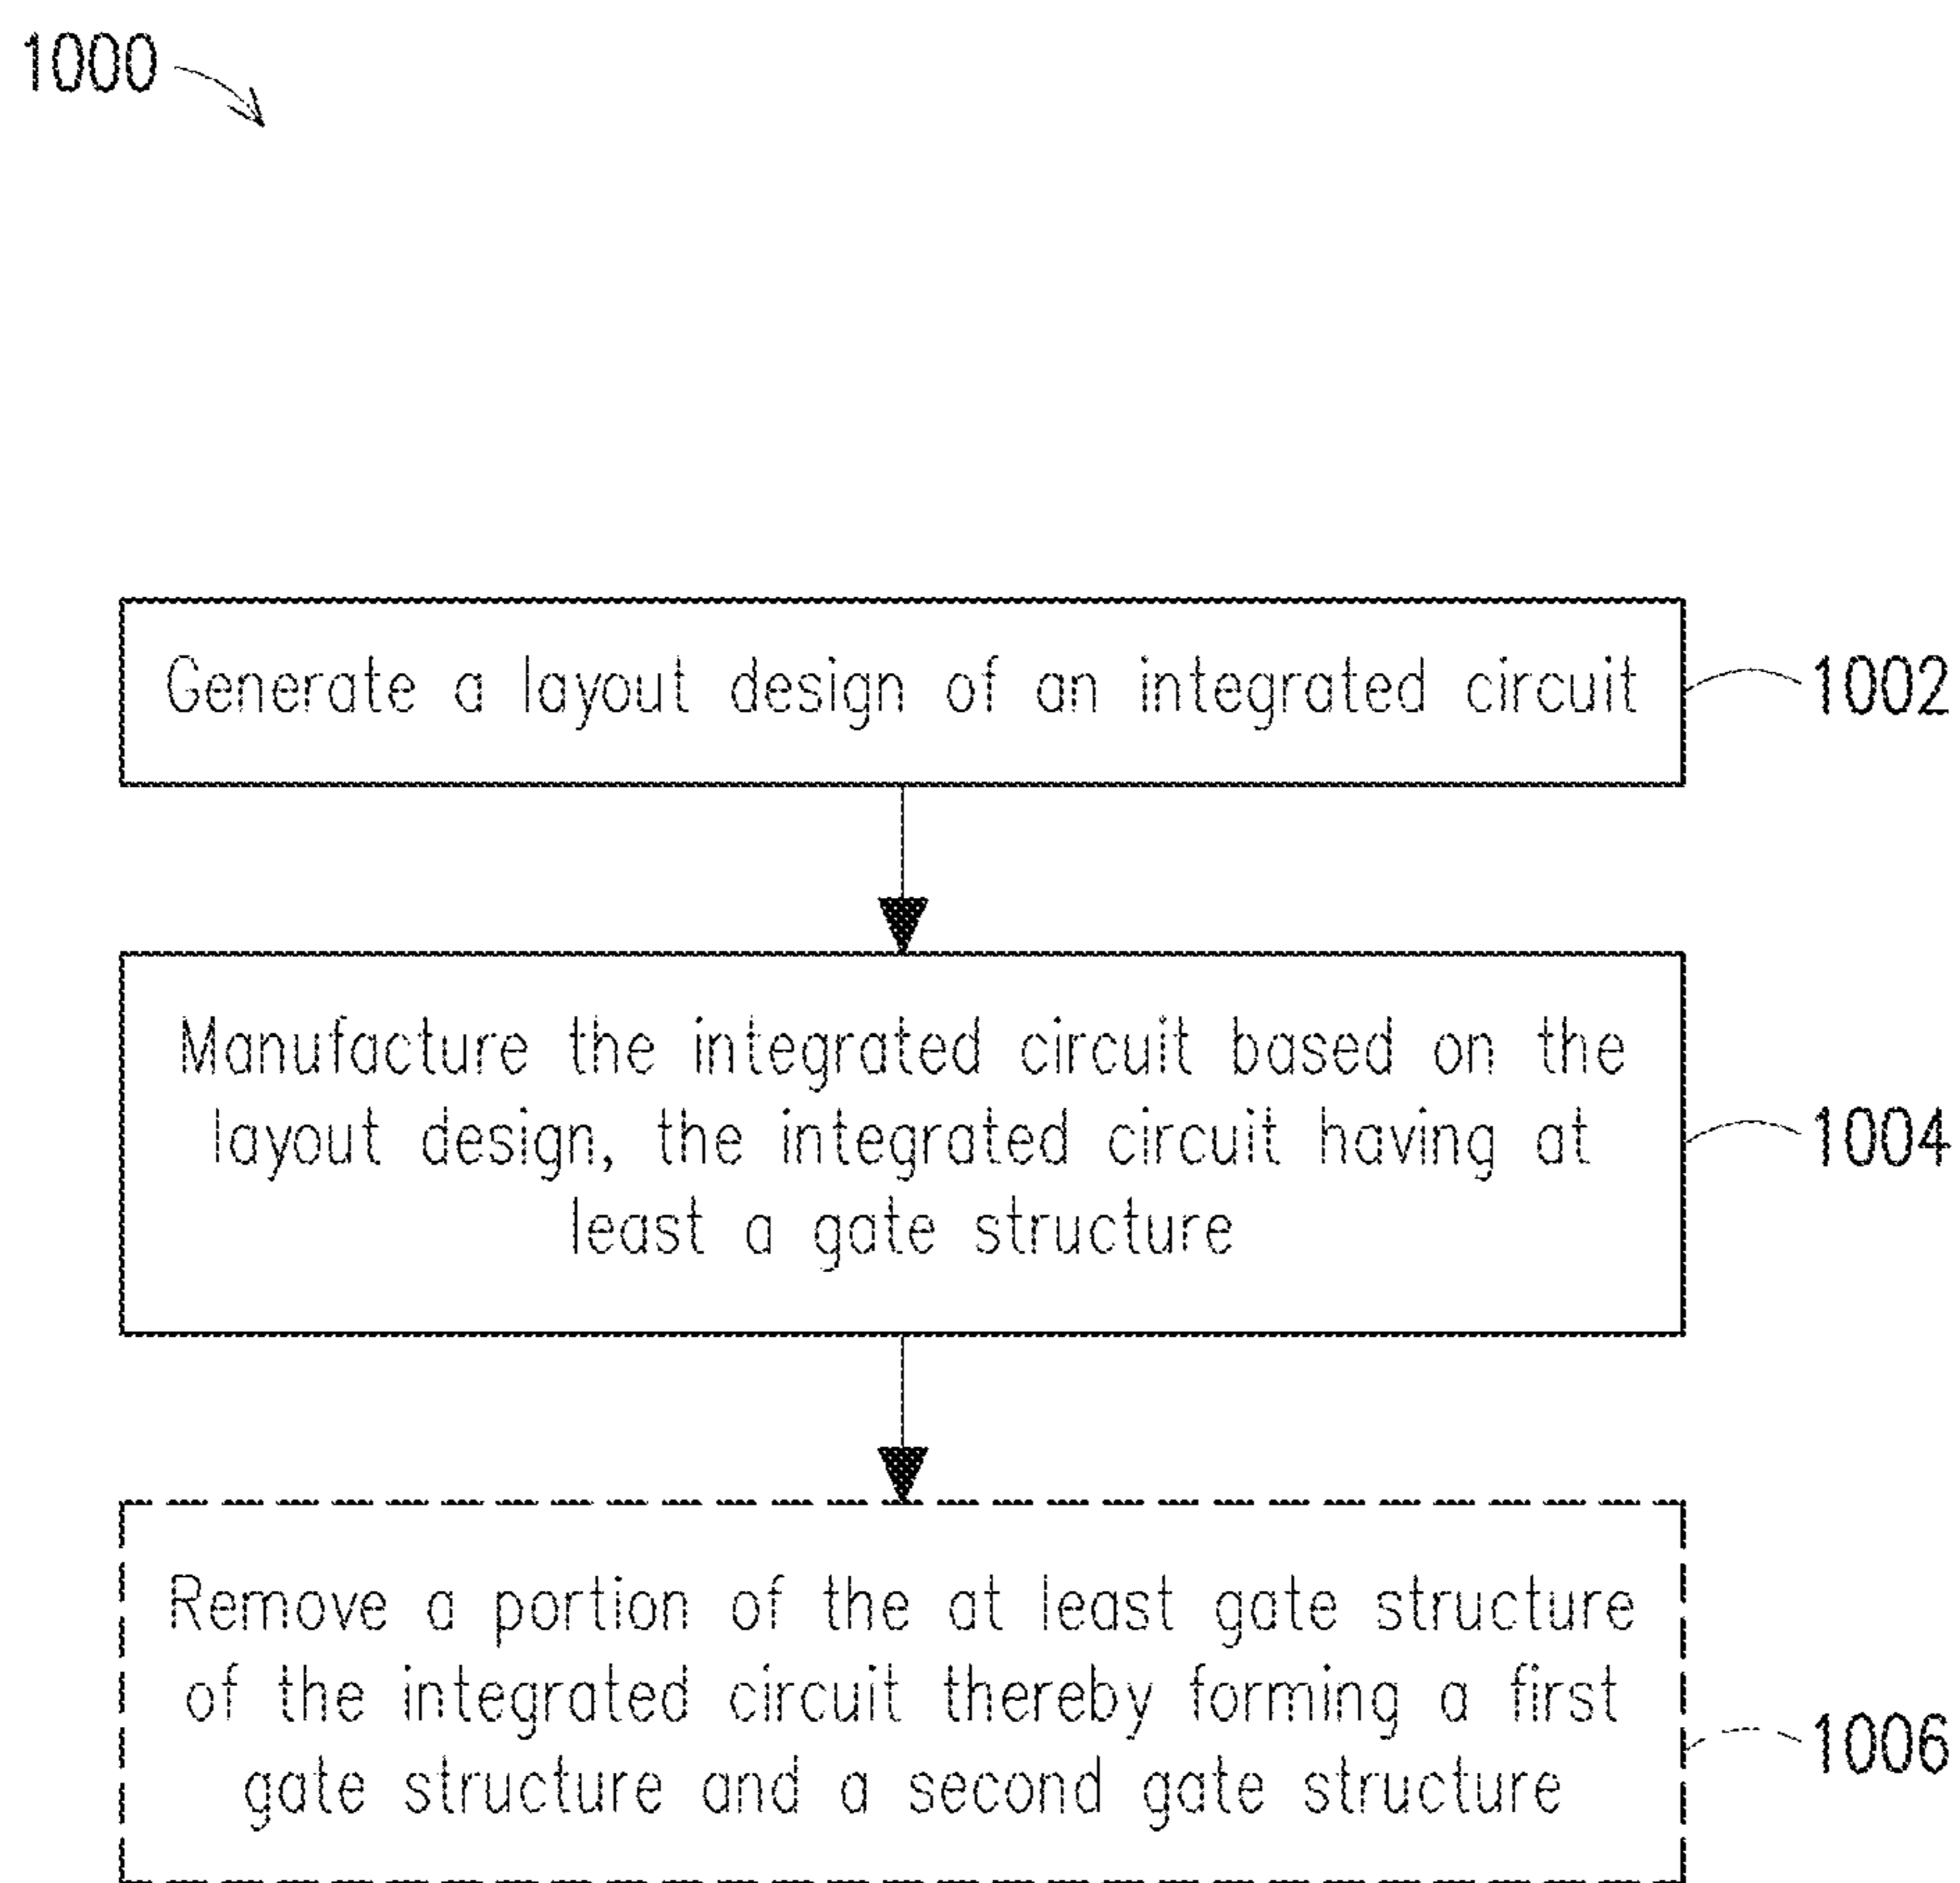 1000
Generate a layout design of an integrated circuit
1002
Manufacture the integrated circuit based on the
layout design, the integrated circuit having at
least a gate structure
1004
Remove a portion of the at least gate structure
of the integrated circuit thereby forming a first
gate structure and a second gate structure
1006